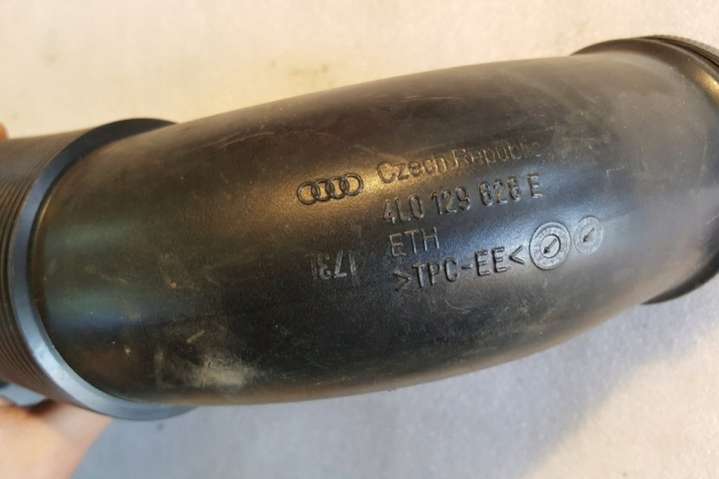 Czech Republic
4L0 129 628 E
ETH
>TPC-EE<